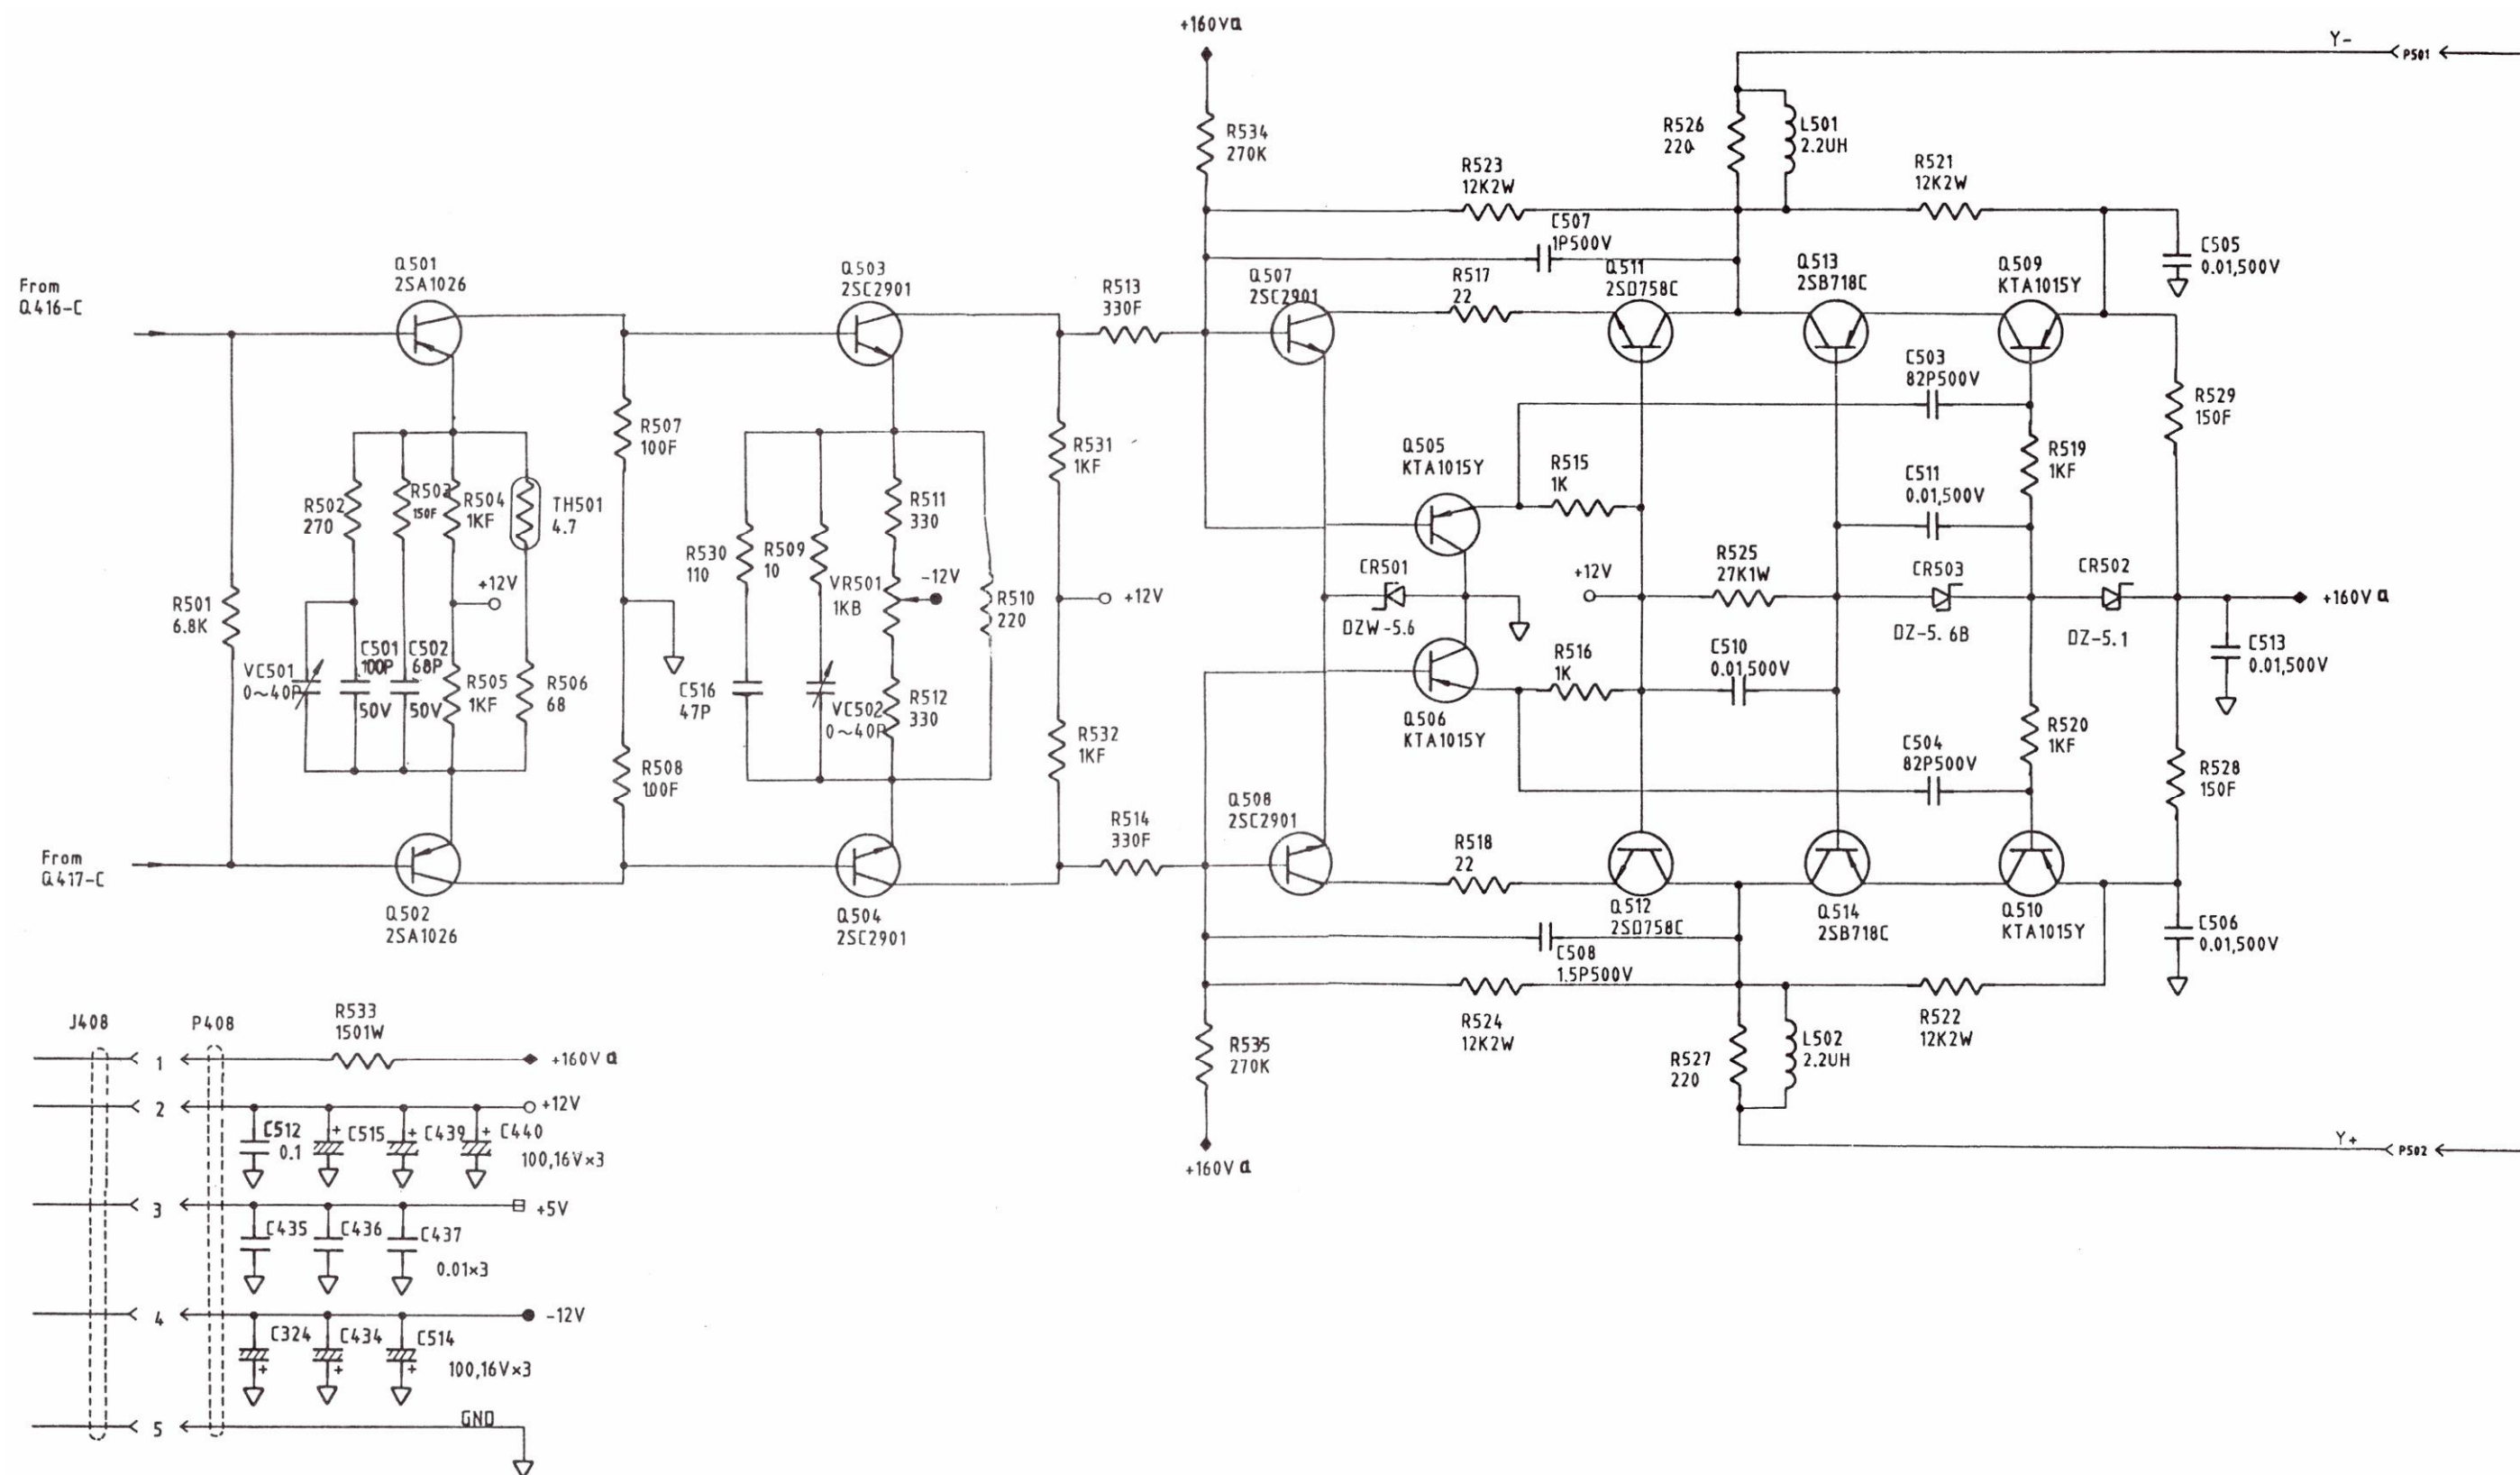 +160Va
Y-
P501
R534
270K
R526
220
L501
2.2UH
R523
12K2W
R521
12K2W
C507
1P500V
C505
0.01,500V
From
Q416-C
Q501
2SA1026
Q503
2SC2901
R513
330F
Q507
2SC2901
R517
22
Q511
2SD758C
Q513
2SB718C
Q509
KTA1015Y
C503
82P500V
R529
150F
R507
100F
R531
1KF
Q505
KTA1015Y
R515
1K
C511
0.01,500V
R519
1KF
R502
270
R503
150F
R504
1KF
TH501
4.7
R511
330
R530
110
R509
10
VR501
1KB
-12V
R510
220
+12V
+12V
CR501
DZW-5.6
+12V
R525
27K1W
CR503
DZ-5.6B
CR502
DZ-5.1
+160Va
R501
6.8K
VC501
0~40P
C501
100P
50V
C502
68P
50V
R505
1KF
R506
68
C516
47P
VC502
0~40P
R512
330
R532
1KF
R516
1K
C510
0.01,500V
C513
0.01,500V
Q506
KTA1015Y
R520
1KF
C504
82P500V
R528
150F
R508
100F
From
Q417-C
Q502
2SA1026
Q504
2SC2901
R514
330F
Q508
2SC2901
R518
22
Q512
2SD758C
Q514
2SB718C
Q510
KTA1015Y
C506
0.01,500V
C508
1.5P500V
R524
12K2W
R522
12K2W
R535
270K
R527
220
L502
2.2UH
+160Va
Y+
P502
J408
P408
R533
1501W
1
+160Va
2
+12V
C512
0.1
+
C515
+
C439
+
C440
100,16V×3
3
+5V
C435
C436
C437
0.01×3
4
-12V
C324
+
C434
+
C514
+
100,16V×3
5
GND